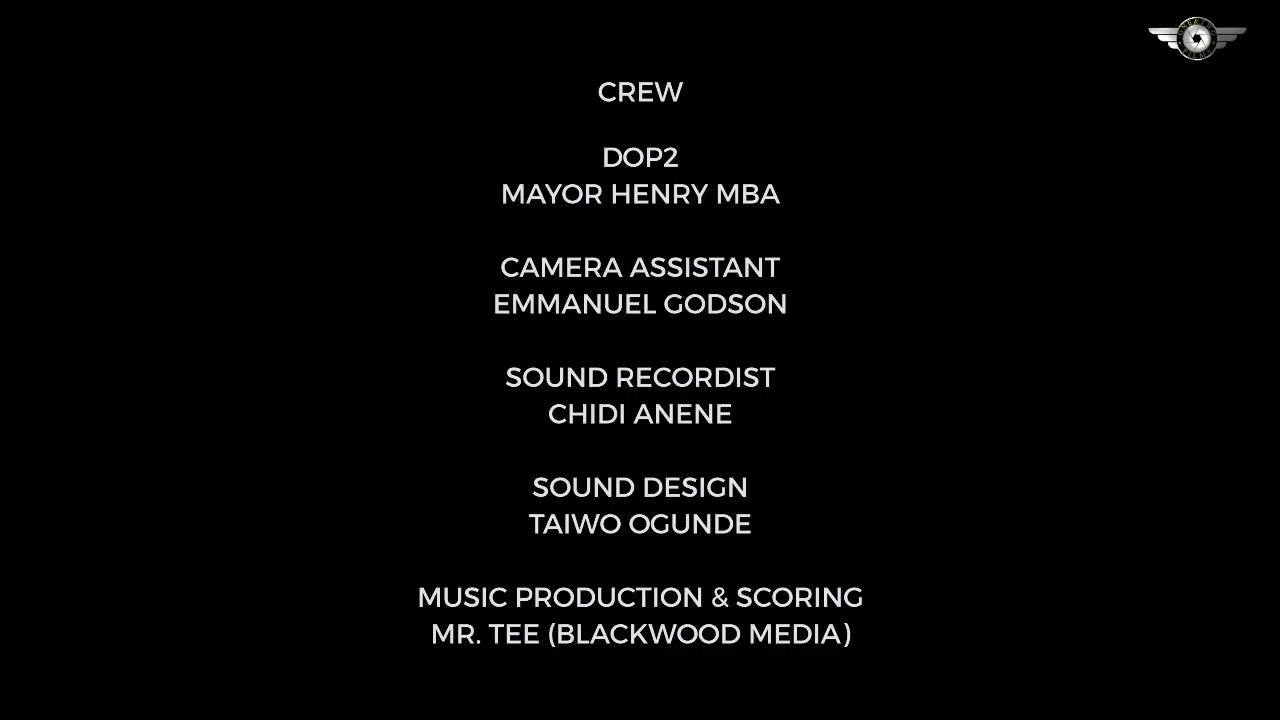 CREW
DOP2
MAYOR HENRY MBA
CAMERA ASSISTANT
EMMANUEL GODSON
SOUND RECORDIST
CHIDI ANENE
SOUND DESIGN
TAIWO OGUNDE
MUSIC PRODUCTION & SCORING
MR. TEE (BLACKWOOD MEDIA)